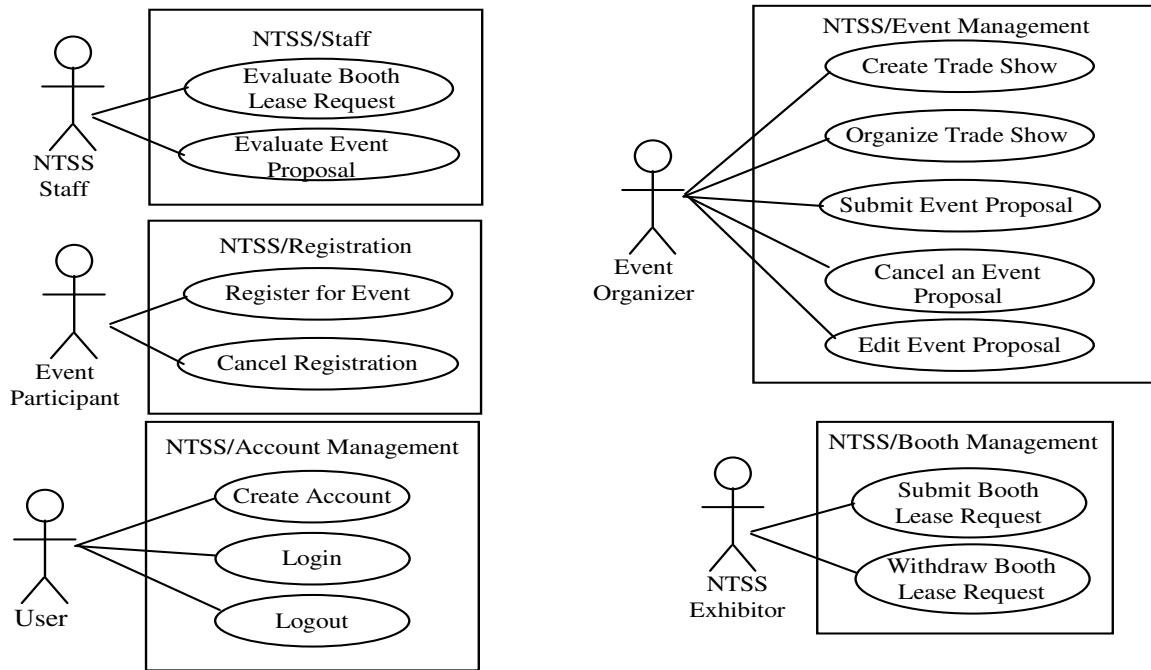 NTSS/Staff
Evaluate Booth
Lease Request
Evaluate Event
Proposal
NTSS
Staff
NTSS/Registration
Register for Event
Cancel Registration
Event
Participant
NTSS/Account Management
Create Account
Login
Logout
User
NTSS/Event Management
Create Trade Show
Organize Trade Show
Submit Event Proposal
Cancel an Event
Proposal
Edit Event Proposal
Event
Organizer
NTSS/Booth Management
Submit Booth
Lease Request
Withdraw Booth
Lease Request
NTSS
Exhibitor